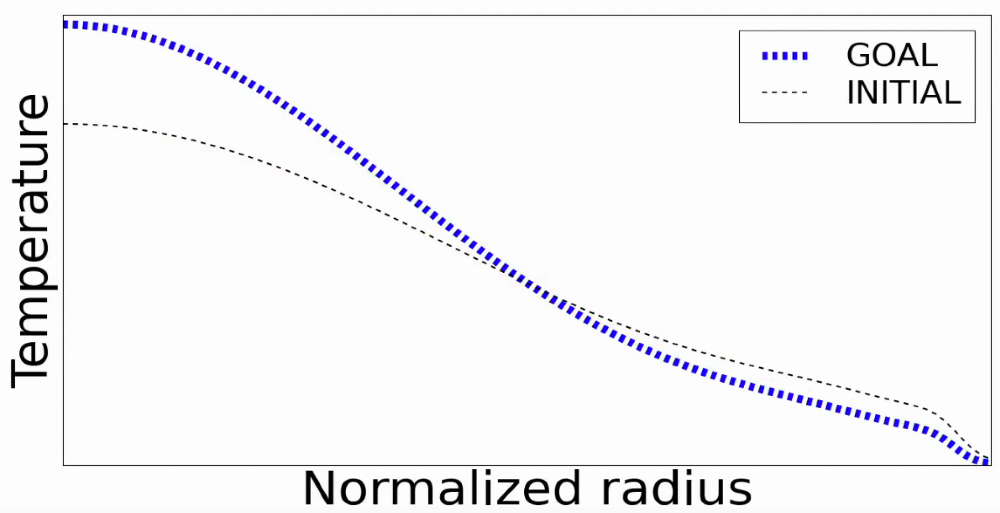 Temperature
GOAL
INITIAL
Normalized radius